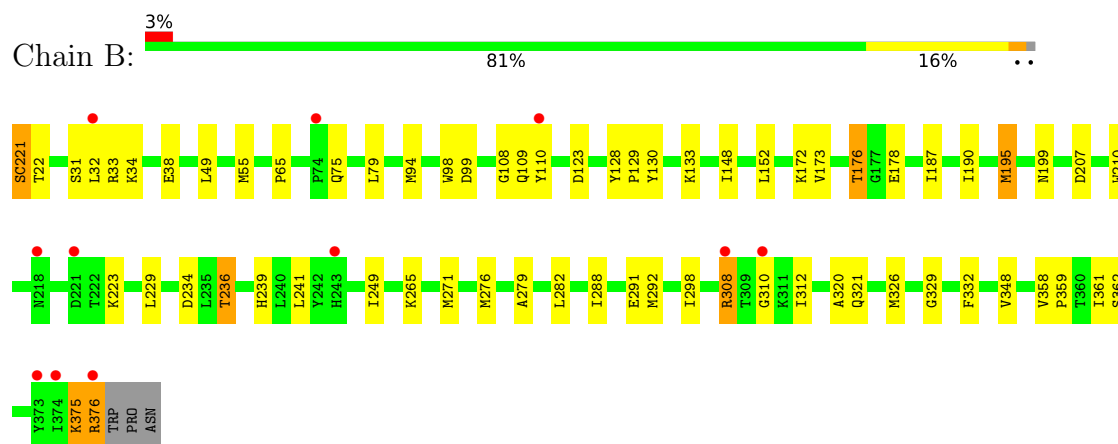 3%
Chain B:
81% 16% • •
SC221 T22 S31 L32 R33 K34 E38 L49 M55 P65 P74 Q75 L79 M94 W98 D99 G108 Q109 Y110 D123 Y128 P129 Y130 K133 I148 L152 K172 V173 T176 G177 E178 I187 I190 M195 N199 D207
N218 D221 T222 K223 L229 D234 L235 T236 H239 L240 L241 Y242 H243 I249 K265 M271 M276 A279 L282 I288 E291 M292 I298 R308 T309 G310 K311 I312 A320 Q321 M326 G329 F332 V348 V358 P359 T360 I361 S362
Y373 I374 K375 R376 TRP PRO ASN